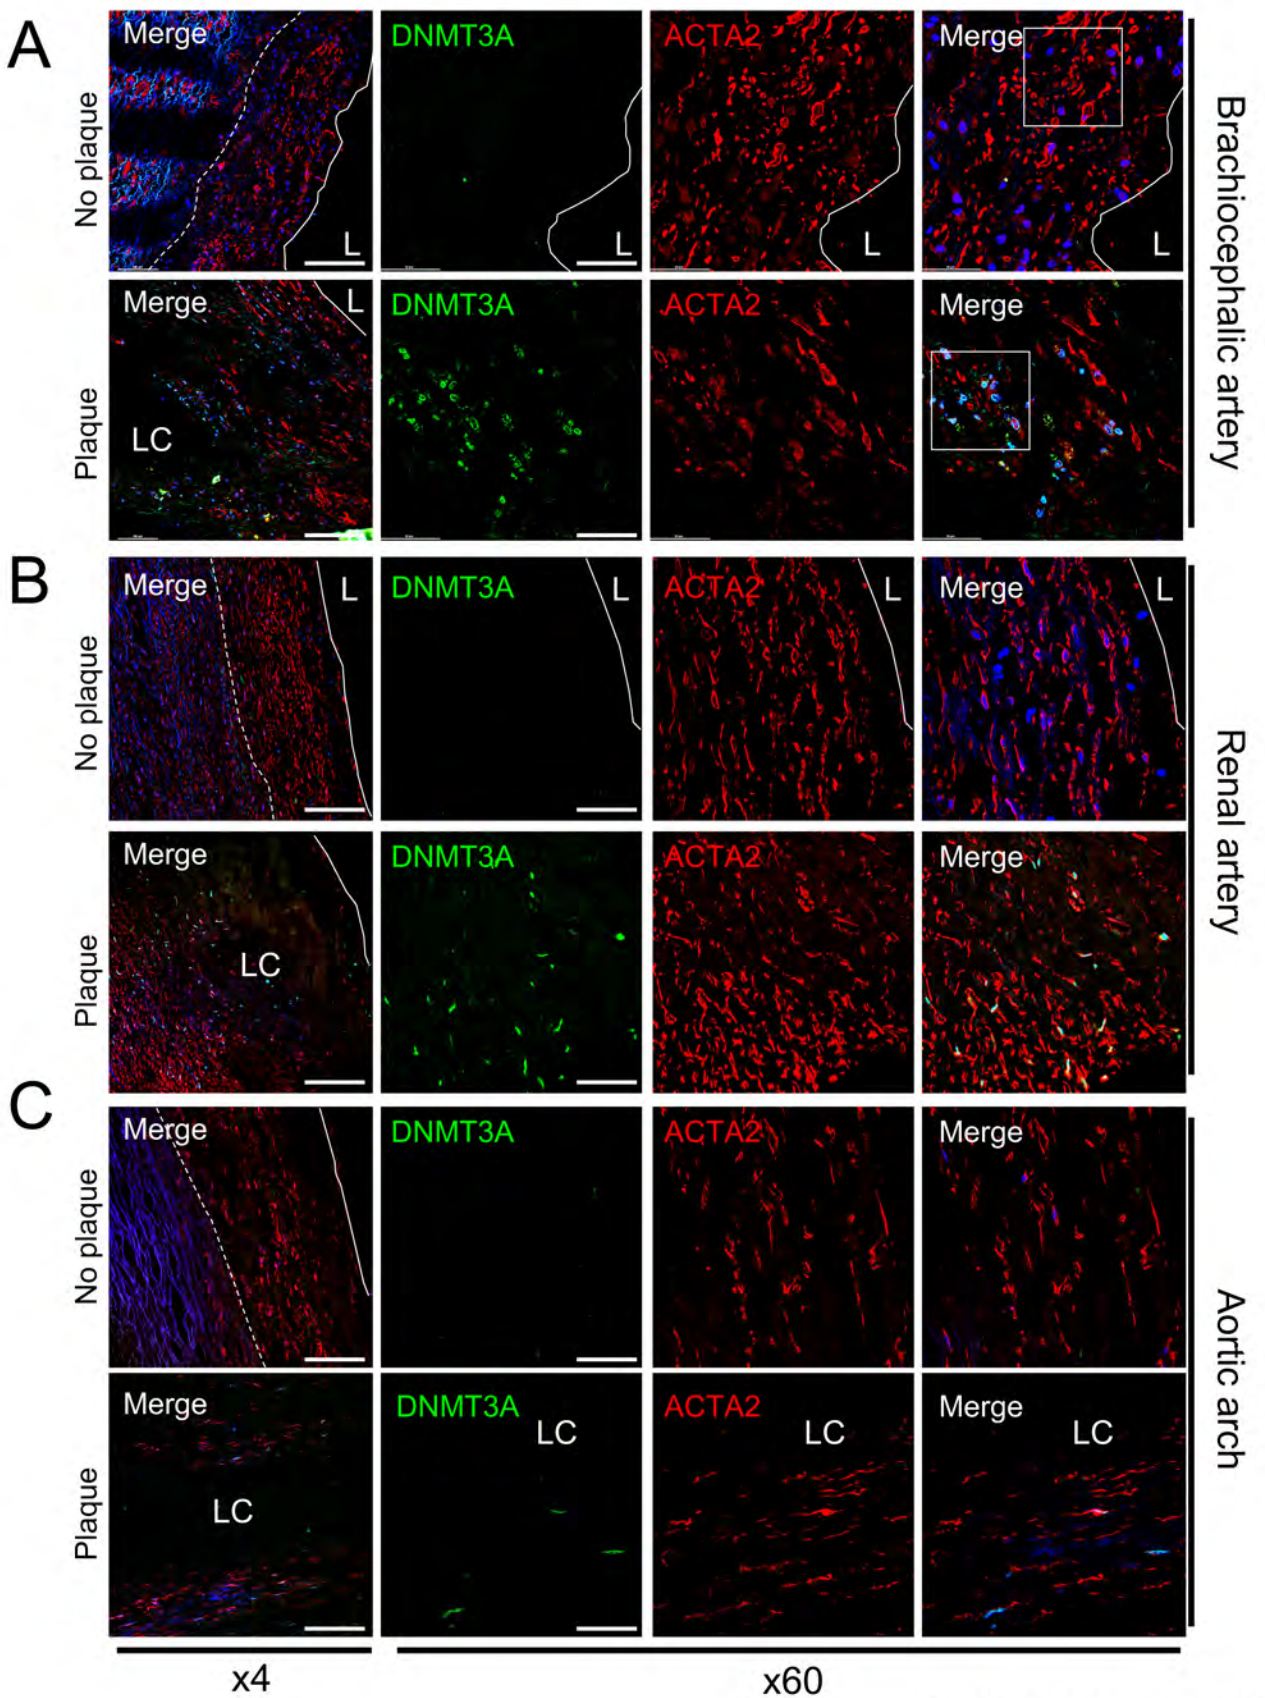 A
No plaque
Merge
L
DNMT3A
L
ACTA2
L
Merge
L
Brachiocephalic artery
Plaque
Merge
L
LC
DNMT3A
ACTA2
Merge
B
No plaque
Merge
L
DNMT3A
L
ACTA2
L
Merge
Renal artery
Plaque
Merge
LC
DNMT3A
ACTA2
Merge
C
No plaque
Merge
DNMT3A
ACTA2
Merge
Aortic arch
Plaque
Merge
LC
DNMT3A
LC
ACTA2
LC
Merge
LC
x4
x60